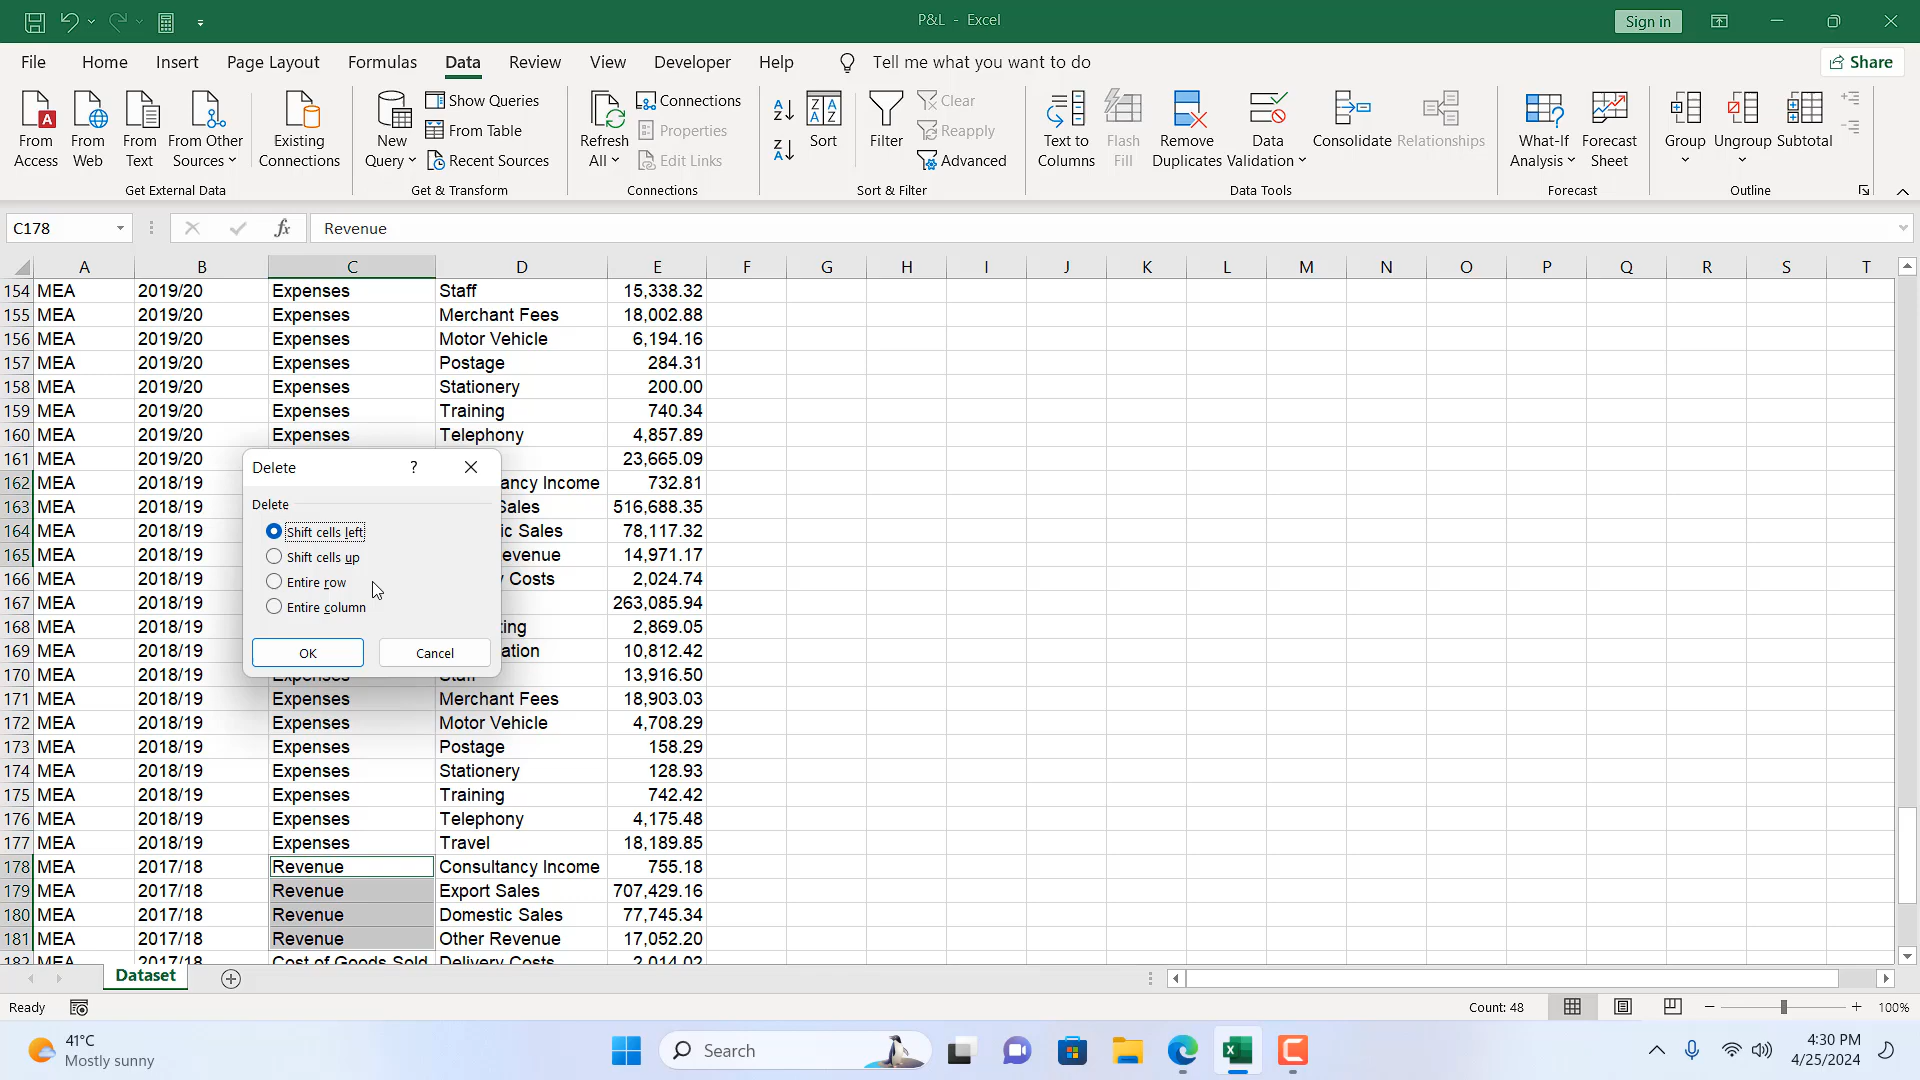 P&L - Excel
Sign in
File Home Insert Page Layout Formulas Data Review View Developer Help Tell me what you want to do Share
From Access
From Web
From Text
From Other Sources
Existing Connections
Get External Data
New Query
Show Queries
From Table
Recent Sources
Get & Transform
Refresh All
Connections
Properties
Edit Links
Connections
Sort
Filter
Clear
Reapply
Advanced
Sort & Filter
Text to Columns
Flash Fill
Remove Duplicates
Data Validation
Consolidate
Relationships
Data Tools
What-If Analysis
Forecast Sheet
Forecast
Group
Ungroup
Subtotal
Outline
C178 fx Revenue
A B C D E F G H I J K L M N O P Q R S T
154 MEA 2019/20 Expenses Staff 15,338.32
155 MEA 2019/20 Expenses Merchant Fees 18,002.88
156 MEA 2019/20 Expenses Motor Vehicle 6,194.16
157 MEA 2019/20 Expenses Postage 284.31
158 MEA 2019/20 Expenses Stationery 200.00
159 MEA 2019/20 Expenses Training 740.34
160 MEA 2019/20 Expenses Telephony 4,857.89
161 MEA 2019/20 23,665.09
162 MEA 2018/19 ancy Income 732.81
163 MEA 2018/19 Sales 516,688.35
164 MEA 2018/19 ic Sales 78,117.32
165 MEA 2018/19 evenue 14,971.17
166 MEA 2018/19 Costs 2,024.74
167 MEA 2018/19 263,085.94
168 MEA 2018/19 ing 2,869.05
169 MEA 2018/19 ation 10,812.42
170 MEA 2018/19 Expenses Staff 13,916.50
171 MEA 2018/19 Expenses Merchant Fees 18,903.03
172 MEA 2018/19 Expenses Motor Vehicle 4,708.29
173 MEA 2018/19 Expenses Postage 158.29
174 MEA 2018/19 Expenses Stationery 128.93
175 MEA 2018/19 Expenses Training 742.42
176 MEA 2018/19 Expenses Telephony 4,175.48
177 MEA 2018/19 Expenses Travel 18,189.85
178 MEA 2017/18 Revenue Consultancy Income 755.18
179 MEA 2017/18 Revenue Export Sales 707,429.16
180 MEA 2017/18 Revenue Domestic Sales 77,745.34
181 MEA 2017/18 Revenue Other Revenue 17,052.20
182 MEA 2017/18 Cost of Goods Sold Delivery Costs 2,014.02
Delete ?
Delete
Shift cells left
Shift cells up
Entire row
Entire column
OK Cancel
Dataset
Ready Count: 48 100%
41°C
Mostly sunny
Search
4:30 PM
4/25/2024